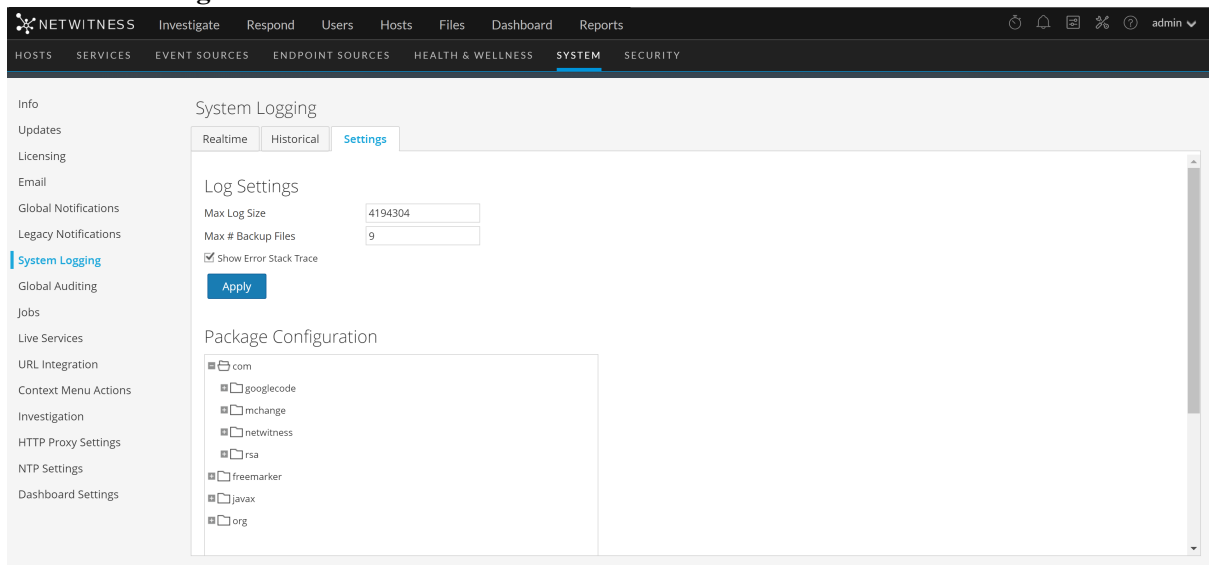 NETWITNESS Investigate Respond Users Hosts Files Dashboard Reports admin
HOSTS SERVICES EVENT SOURCES ENDPOINT SOURCES HEALTH & WELLNESS SYSTEM SECURITY
Info
Updates
Licensing
Email
Global Notifications
Legacy Notifications
System Logging
Global Auditing
Jobs
Live Services
URL Integration
Context Menu Actions
Investigation
HTTP Proxy Settings
NTP Settings
Dashboard Settings
System Logging
Realtime Historical Settings
Log Settings
Max Log Size 4194304
Max # Backup Files 9
Show Error Stack Trace
Apply
Package Configuration
com
googlecode
mchange
netwitness
rsa
freemarker
javax
org